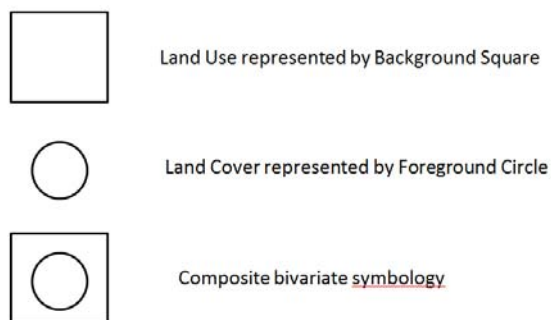 Land Use represented by Background Square
Land Cover represented by Foreground Circle
Composite bivariate symbology